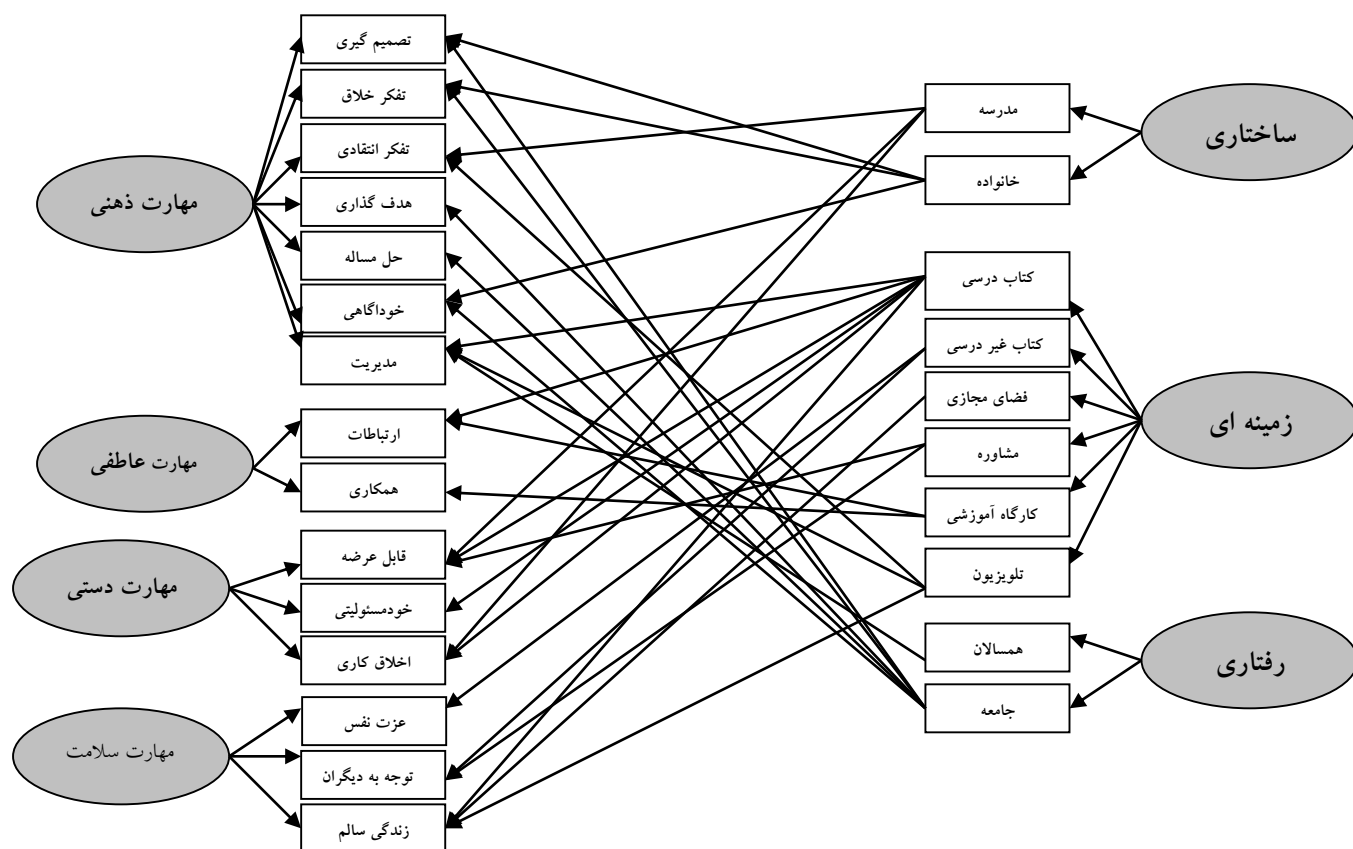 ساختاری
مدرسه
خانواده
زمینه ای
کتاب درسی
کتاب غیر درسی
فضای مجازی
مشاوره
کارگاه آموزشی
تلویزیون
رفتاری
همسالان
جامعه
مهارت ذهنی
تصمیم گیری
تفکر خلاق
تفکر انتقادی
هدف گذاری
حل مساله
خوداگاهی
مدیریت
مهارت عاطفی
ارتباطات
همکاری
مهارت دستی
قابل عرضه
خودمسئولیتی
اخلاق کاری
مهارت سلامت
عزت نفس
توجه به دیگران
زندگی سالم